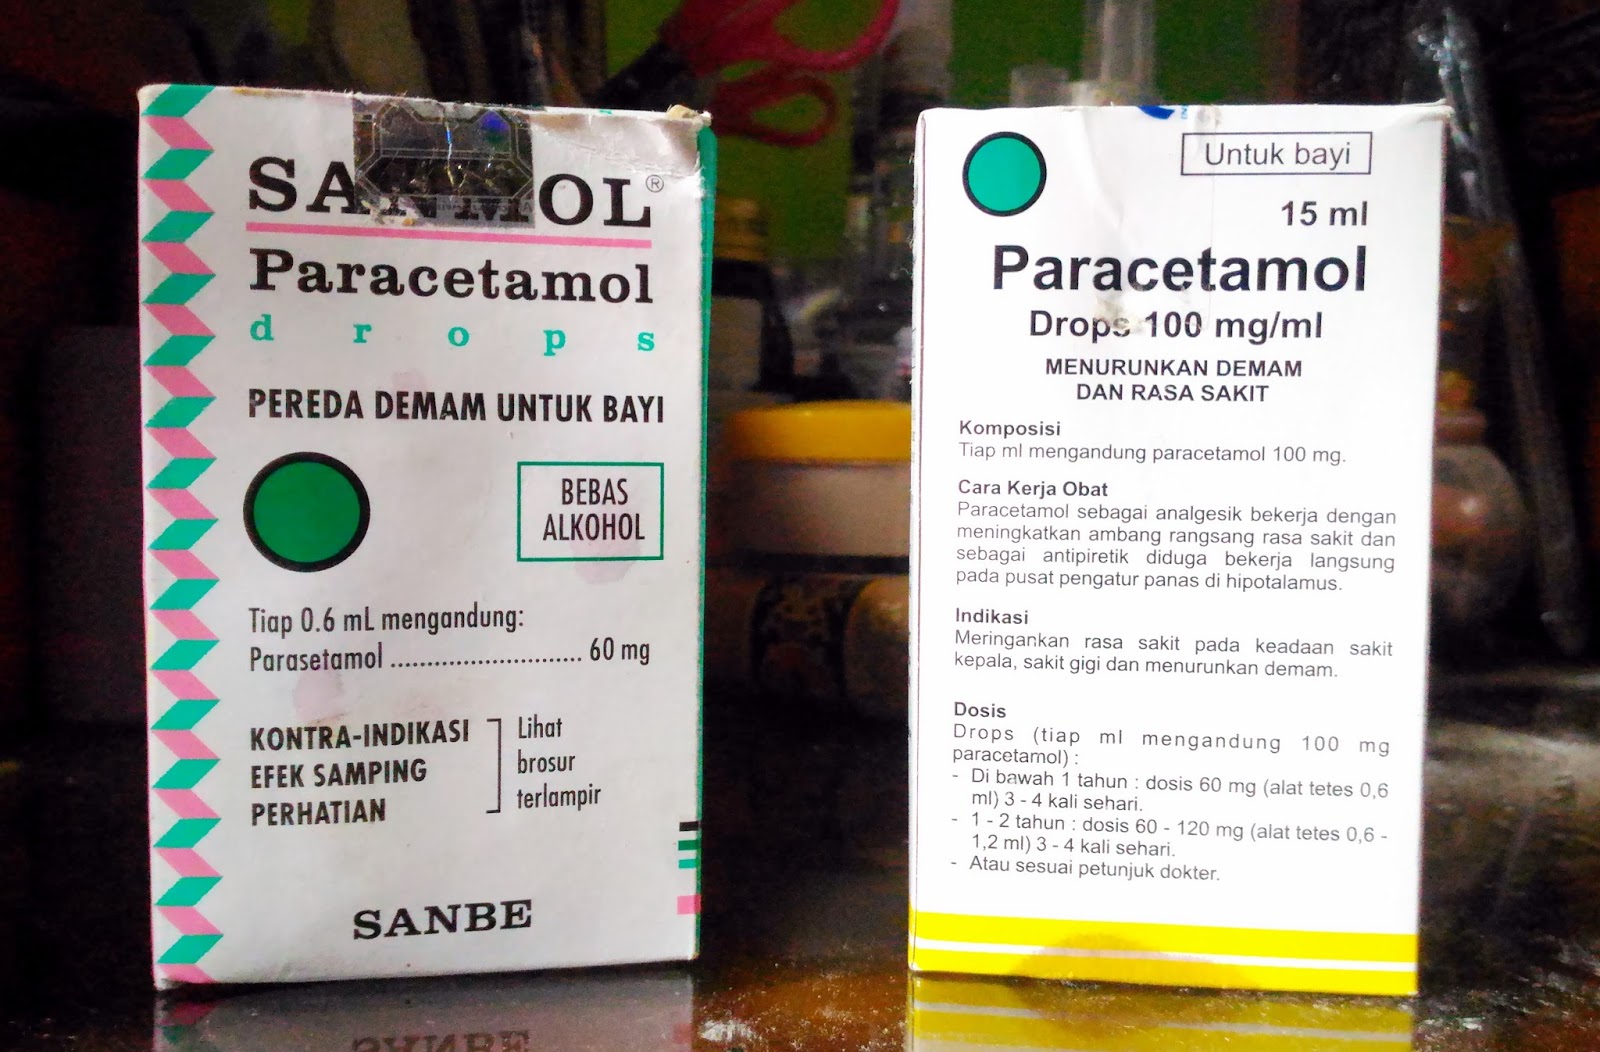 SANMOL®
Paracetamol
drops
PEREDA DEMAM UNTUK BAYI
BEBAS
ALKOHOL
Tiap 0.6 mL mengandung:
Parasetamol .......................... 60 mg
KONTRA-INDIKASI
EFEK SAMPING
PERHATIAN
Lihat
brosur
terlampir
SANBE
Untuk bayi
15 ml
Paracetamol
Drops 100 mg/ml
MENURUNKAN DEMAM
DAN RASA SAKIT
Komposisi
Tiap ml mengandung paracetamol 100 mg.
Cara Kerja Obat
Paracetamol sebagai analgesik bekerja dengan
meningkatkan ambang rangsang rasa sakit dan
sebagai antipiretik diduga bekerja langsung
pada pusat pengatur panas di hipotalamus.
Indikasi
Meringankan rasa sakit pada keadaan sakit
kepala, sakit gigi dan menurunkan demam.
Dosis
Drops (tiap ml mengandung 100 mg
paracetamol) :
- Di bawah 1 tahun : dosis 60 mg (alat tetes 0,6
ml) 3 - 4 kali sehari.
- 1 - 2 tahun : dosis 60 - 120 mg (alat tetes 0,6 -
1,2 ml) 3 - 4 kali sehari.
- Atau sesuai petunjuk dokter.